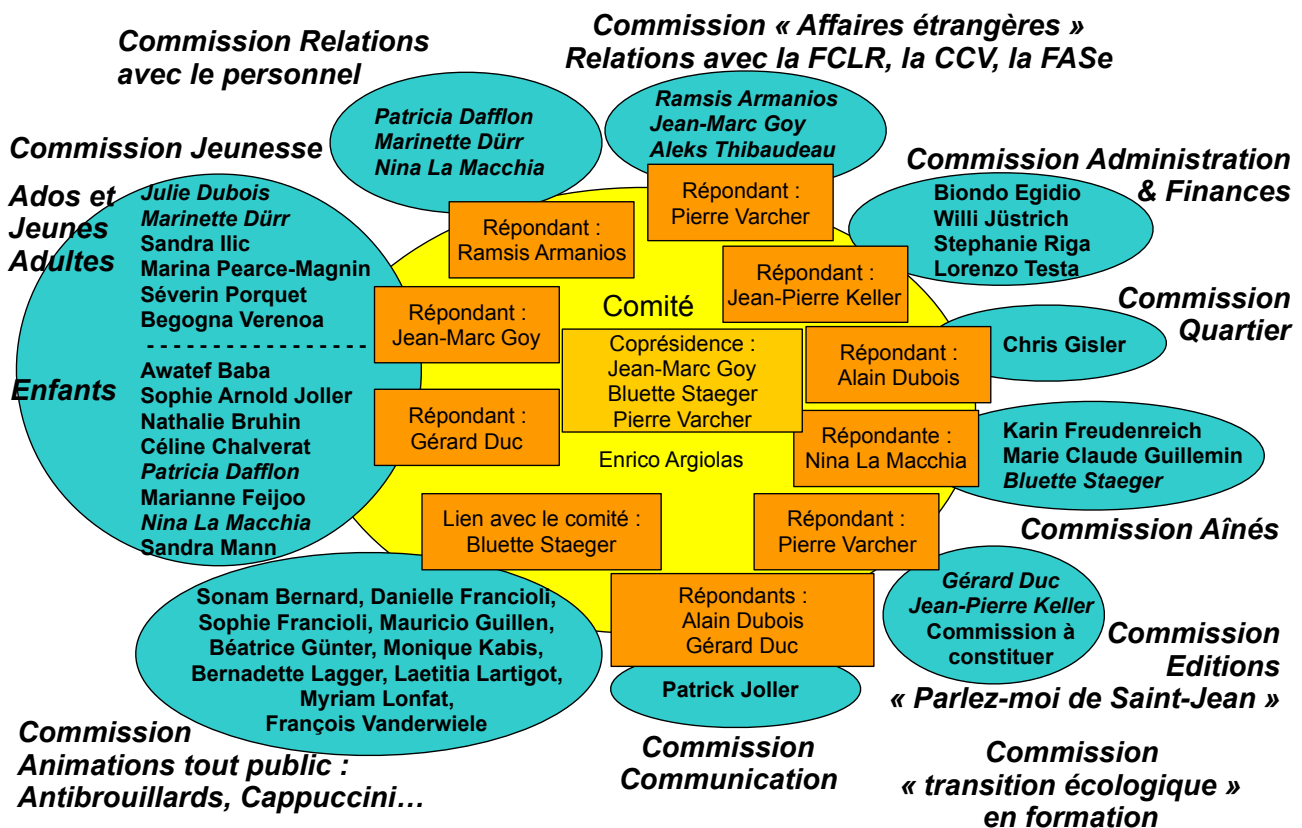 Commission Relations
avec le personnel
Commission « Affaires étrangères »
Relations avec la FCLR, la CCV, la FASe
Patricia Dafflon
Marinette Dürr
Nina La Macchia
Ramsis Armanios
Jean-Marc Goy
Aleks Thibaudeau
Commission Jeunesse
Ados et
Jeunes
Adultes
Julie Dubois
Marinette Dürr
Sandra Ilic
Marina Pearce-Magnin
Séverin Porquet
Begogna Verenoa
- - - - - - - - - - - - - - - - -
Enfants
Awatef Baba
Sophie Arnold Joller
Nathalie Bruhin
Céline Chalverat
Patricia Dafflon
Marianne Feijoo
Nina La Macchia
Sandra Mann
Commission Administration
& Finances
Biondo Egidio
Willi Jüstrich
Stephanie Riga
Lorenzo Testa
Répondant :
Pierre Varcher
Répondant :
Ramsis Armanios
Répondant :
Jean-Pierre Keller
Répondant :
Jean-Marc Goy
Comité
Coprésidence :
Jean-Marc Goy
Bluette Staeger
Pierre Varcher
Enrico Argiolas
Répondant :
Alain Dubois
Commission
Quartier
Chris Gisler
Répondant :
Gérard Duc
Répondante :
Nina La Macchia
Karin Freudenreich
Marie Claude Guillemin
Bluette Staeger
Commission Aînés
Lien avec le comité :
Bluette Staeger
Répondant :
Pierre Varcher
Répondants :
Alain Dubois
Gérard Duc
Gérard Duc
Jean-Pierre Keller
Commission à
constituer
Commission
Editions
« Parlez-moi de Saint-Jean »
Sonam Bernard, Danielle Francioli,
Sophie Francioli, Mauricio Guillen,
Béatrice Günter, Monique Kabis,
Bernadette Lagger, Laetitia Lartigot,
Myriam Lonfat,
François Vanderwiele
Patrick Joller
Commission
Animations tout public :
Antibrouillards, Cappuccini…
Commission
Communication
Commission
« transition écologique »
en formation